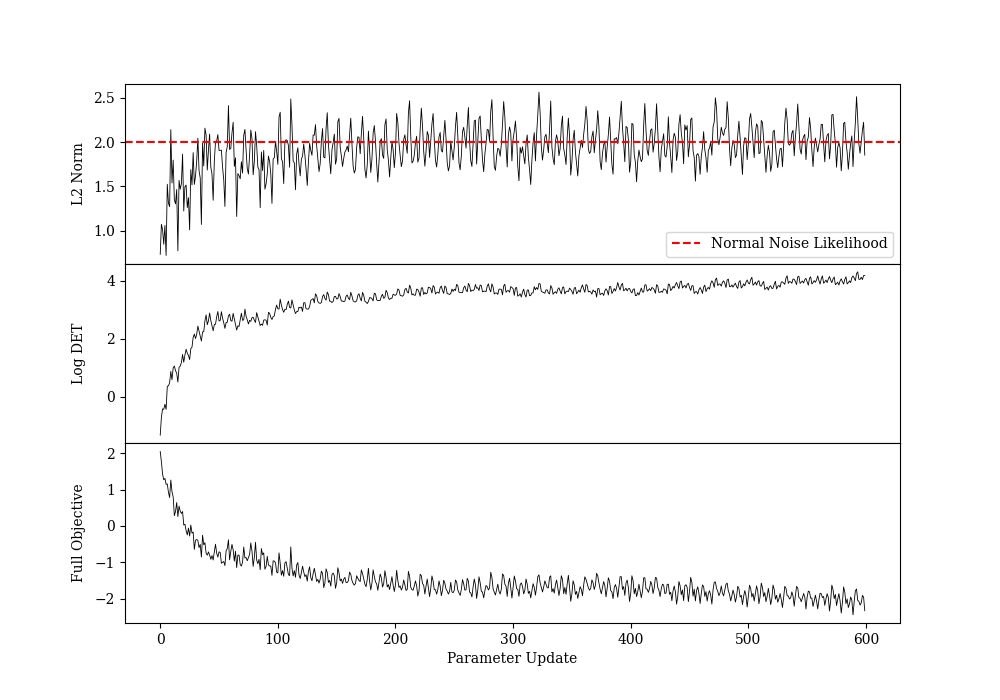 2.5
2.0
1.5
1.0
L2 Norm
Normal Noise Likelihood
4
2
0
Log DET
2
1
0
−1
−2
Full Objective
0 100 200 300 400 500 600
Parameter Update